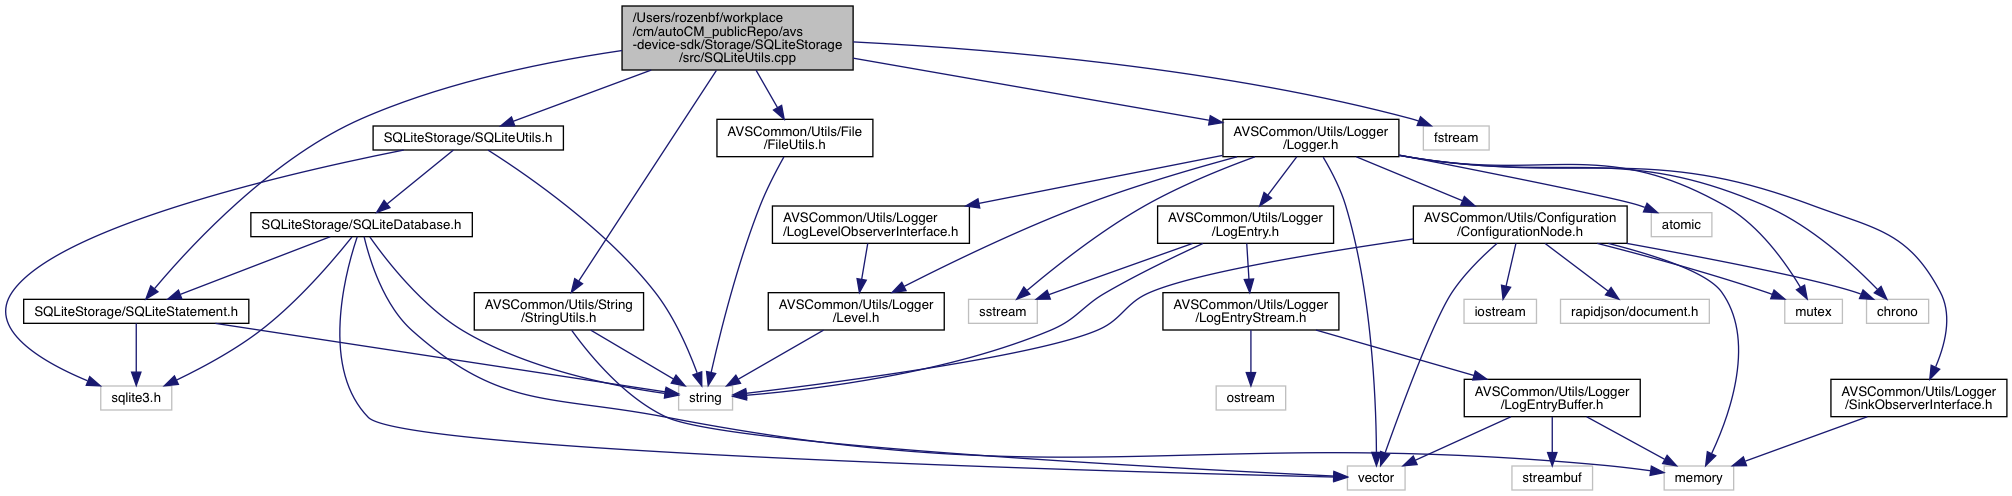 /Users/rozenbf/workplace
/cm/autoCM_publicRepo/avs
-device-sdk/Storage/SQLiteStorage
/src/SQLiteUtils.cpp
SQLiteStorage/SQLiteUtils.h
AVSCommon/Utils/File
/FileUtils.h
AVSCommon/Utils/Logger
/Logger.h
fstream
SQLiteStorage/SQLiteDatabase.h
AVSCommon/Utils/Logger
/LogLevelObserverInterface.h
AVSCommon/Utils/Logger
/LogEntry.h
AVSCommon/Utils/Configuration
/ConfigurationNode.h
atomic
SQLiteStorage/SQLiteStatement.h
AVSCommon/Utils/String
/StringUtils.h
AVSCommon/Utils/Logger
/Level.h
sstream
AVSCommon/Utils/Logger
/LogEntryStream.h
iostream
rapidjson/document.h
mutex
chrono
sqlite3.h
string
ostream
AVSCommon/Utils/Logger
/LogEntryBuffer.h
AVSCommon/Utils/Logger
/SinkObserverInterface.h
vector
streambuf
memory